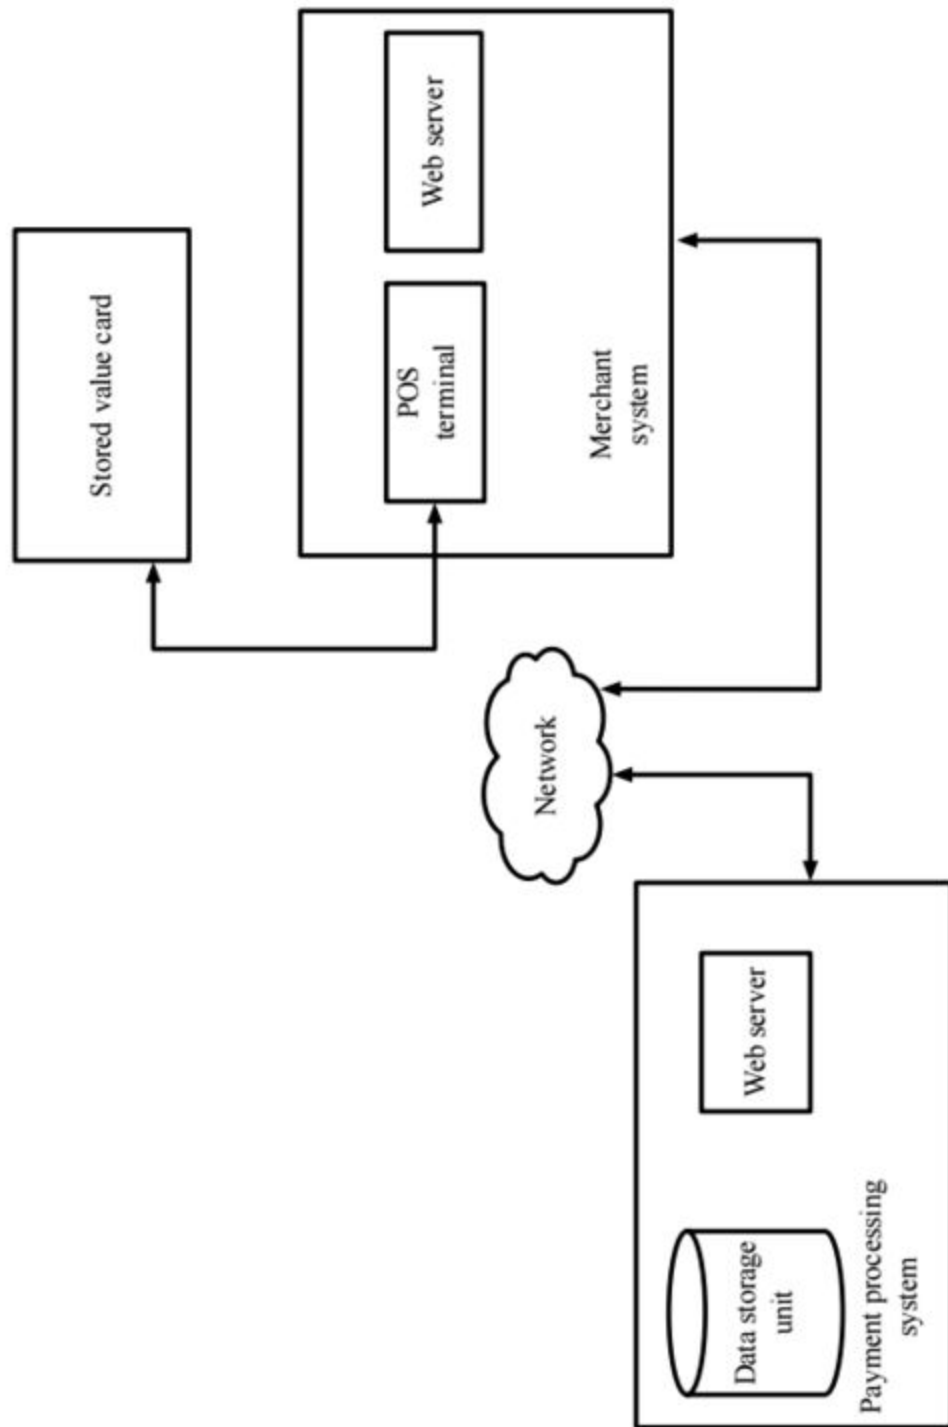 Stored value card
POS
terminal
Web server
Merchant
system
Network
Web server
Data storage
unit
Payment processing
system